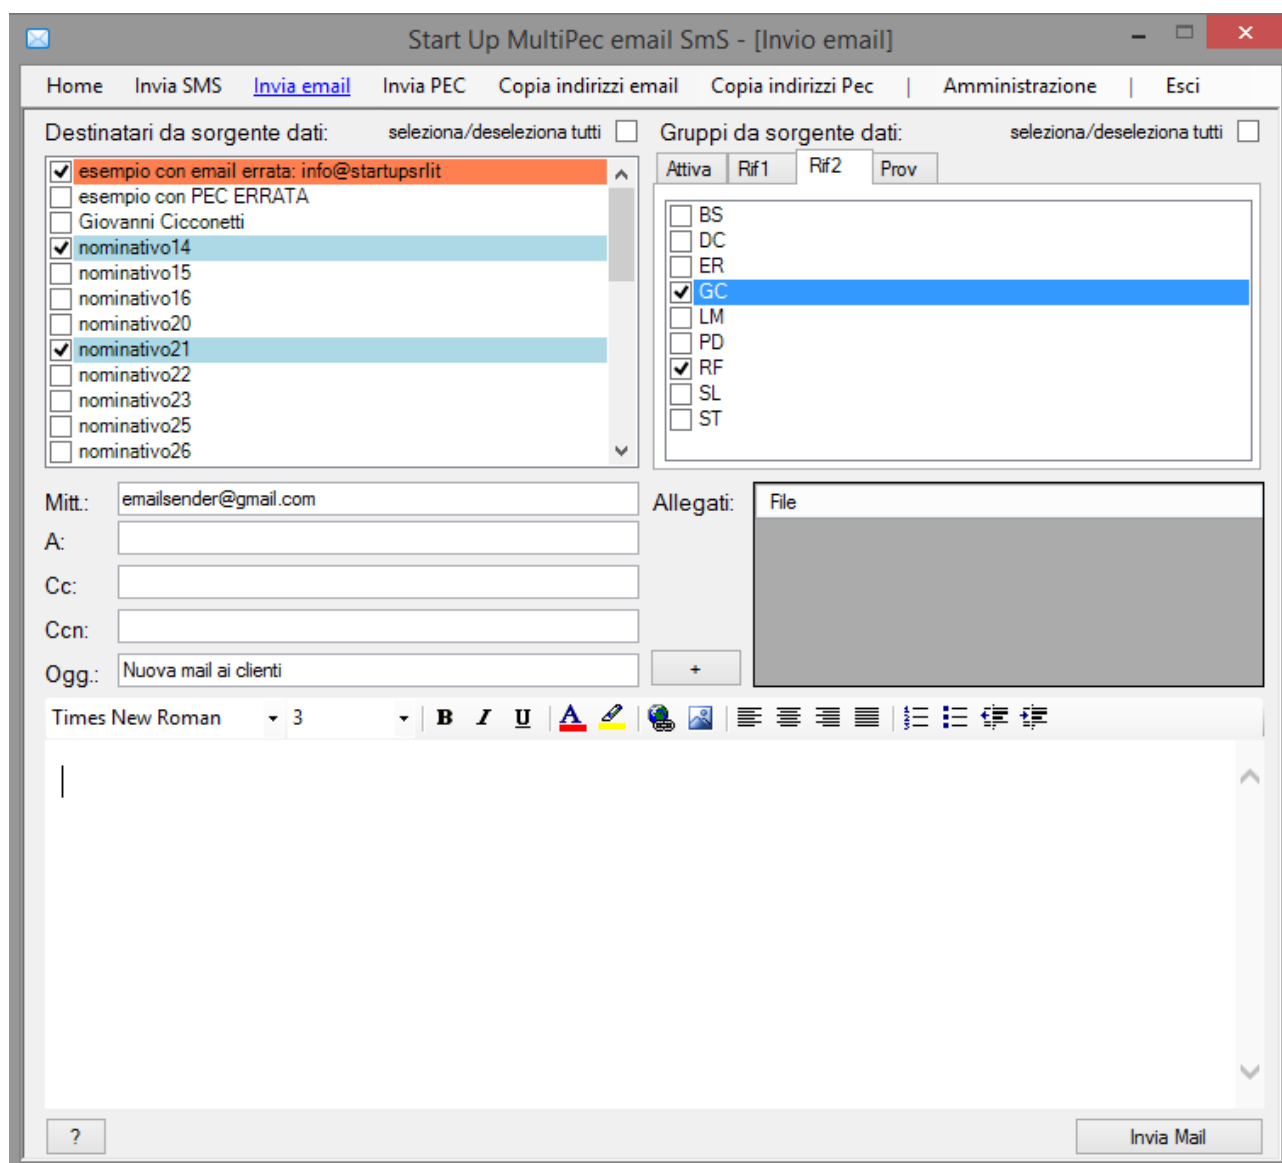 Start Up MultiPec email SmS - [Invio email]
Home Invia SMS Invia email Invia PEC Copia indirizzi email Copia indirizzi Pec | Amministrazione | Esci
Destinatari da sorgente dati: seleziona/deseleziona tutti
esempio con email errata: info@startupsrlit
esempio con PEC ERRATA
Giovanni Cicconetti
nominativo14
nominativo15
nominativo16
nominativo20
nominativo21
nominativo22
nominativo23
nominativo25
nominativo26
Gruppi da sorgente dati: seleziona/deseleziona tutti
Attiva Rif1 Rif2 Prov
BS
DC
ER
GC
LM
PD
RF
SL
ST
Mitt.: emailsender@gmail.com
A:
Cc:
Ccn:
Ogg.: Nuova mail ai clienti
Allegati: File
+
Times New Roman 3 B I U A
?
Invia Mail